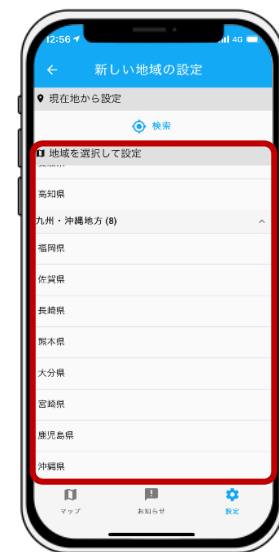 12:56
4G
新しい地域の設定
現在地から設定
検索
地域を選択して設定
高知県
九州・沖縄地方 (8)
福岡県
佐賀県
長崎県
熊本県
大分県
宮崎県
鹿児島県
沖縄県
マップ
お知らせ
設定